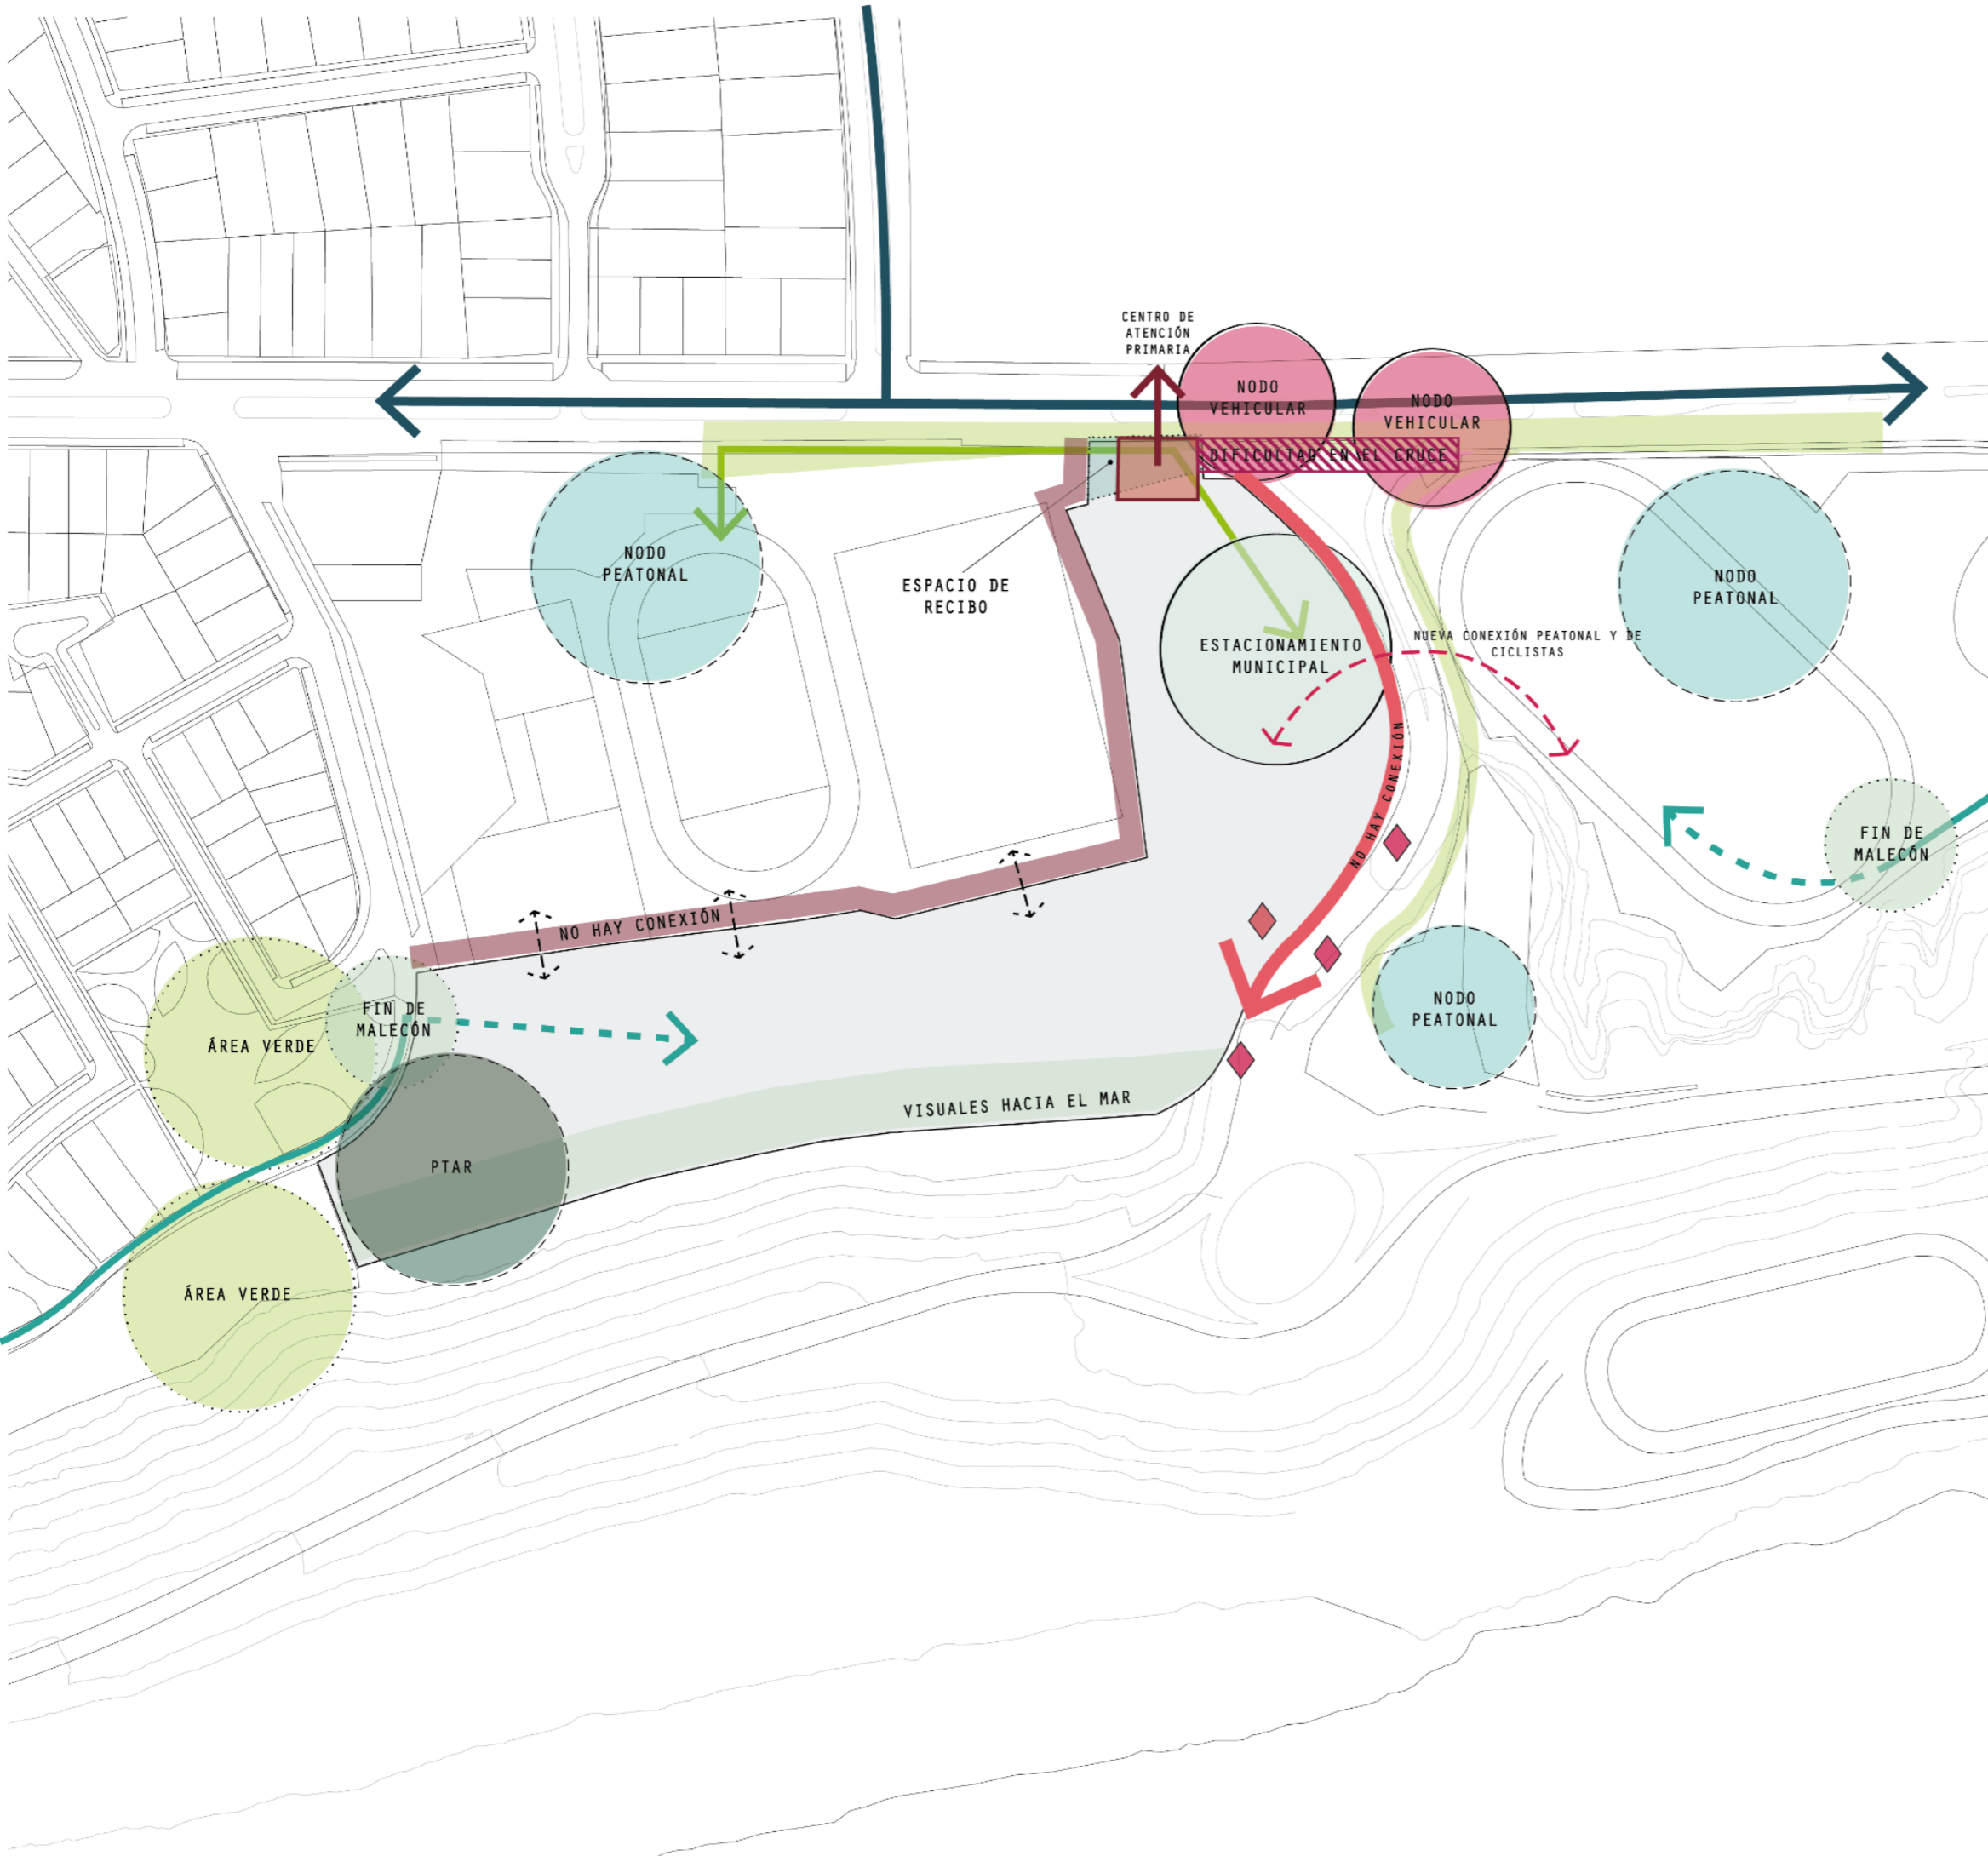 CENTRO DE
ATENCIÓN
PRIMARIA
NODO
VEHICULAR
NODO
VEHICULAR
DIFICULTAD EN EL CRUCE
NODO
PEATONAL
ESPACIO DE
RECIBO
ESTACIONAMIENTO
MUNICIPAL
NUEVA CONEXIÓN PEATONAL Y DE
CICLISTAS
NODO
PEATONAL
NO HAY CONEXIÓN
FIN DE
MALECÓN
NO HAY CONEXIÓN
FIN DE
MALECÓN
ÁREA VERDE
NODO
PEATONAL
VISUALES HACIA EL MAR
PTAR
ÁREA VERDE